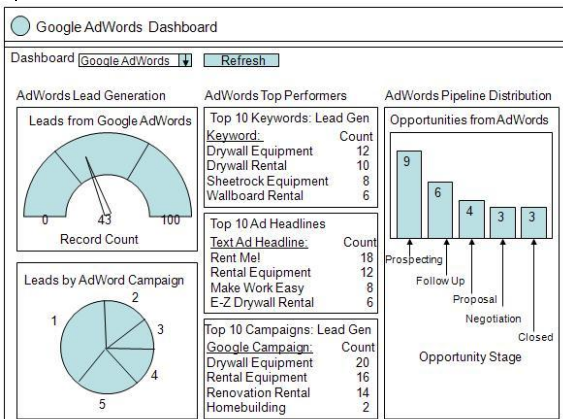 Google AdWords Dashboard
Dashboard Google AdWords Refresh
AdWords Lead Generation
Leads from Google AdWords
0 43 100
Record Count
Leads by AdWord Campaign
1
2
3
4
5
AdWords Top Performers
Top 10 Keywords: Lead Gen
Keyword: Count
Drywall Equipment 12
Drywall Rental 10
Sheetrock Equipment 8
Wallboard Rental 6
Top 10 Ad Headlines
Text Ad Headline: Count
Rent Me! 18
Rental Equipment 12
Make Work Easy 8
E-Z Drywall Rental 6
Top 10 Campaigns: Lead Gen
Google Campaign: Count
Drywall Equipment 20
Rental Equipment 16
Renovation Rental 14
Homebuilding 2
AdWords Pipeline Distribution
Opportunities from AdWords
9
6
4
3
3
Prospecting
Follow Up
Proposal
Negotiation
Closed
Opportunity Stage